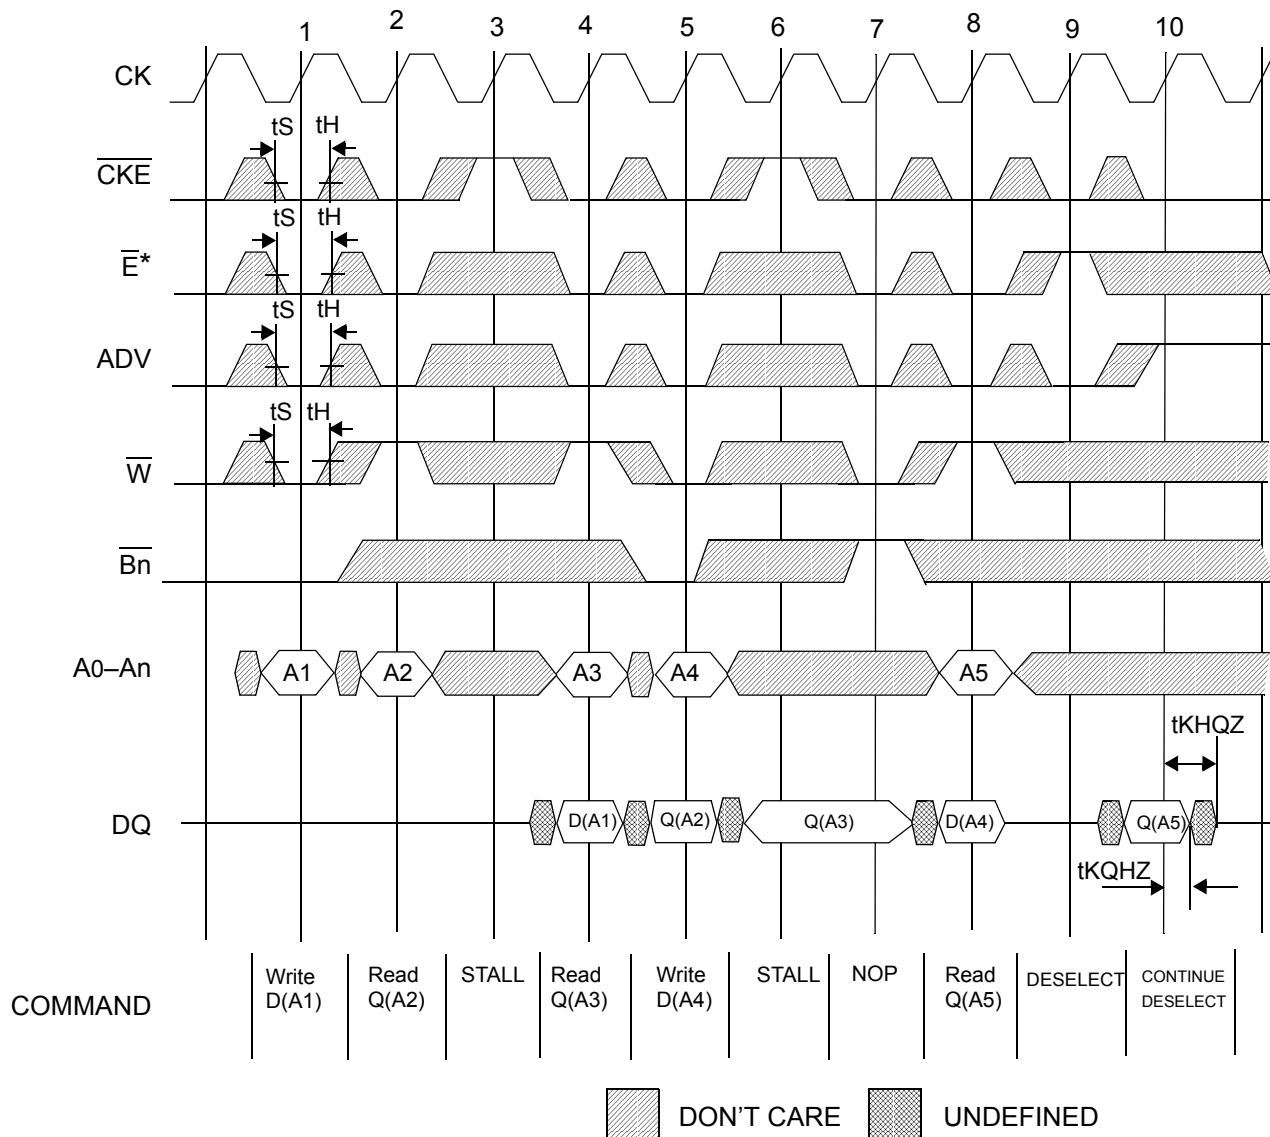 1 2 3 4 5 6 7 8 9 10
CK
tS tH
CKE
tS tH
E*
tS tH
ADV
tS tH
W
Bn
A0–An A1 A2 A3 A4 A5
tKHQZ
DQ D(A1) Q(A2) Q(A3) D(A4) Q(A5)
tKQHZ
COMMAND
Write
D(A1)
Read
Q(A2)
STALL
Read
Q(A3)
Write
D(A4)
STALL
NOP
Read
Q(A5)
DESELECT
CONTINUE
DESELECT
DON'T CARE
UNDEFINED